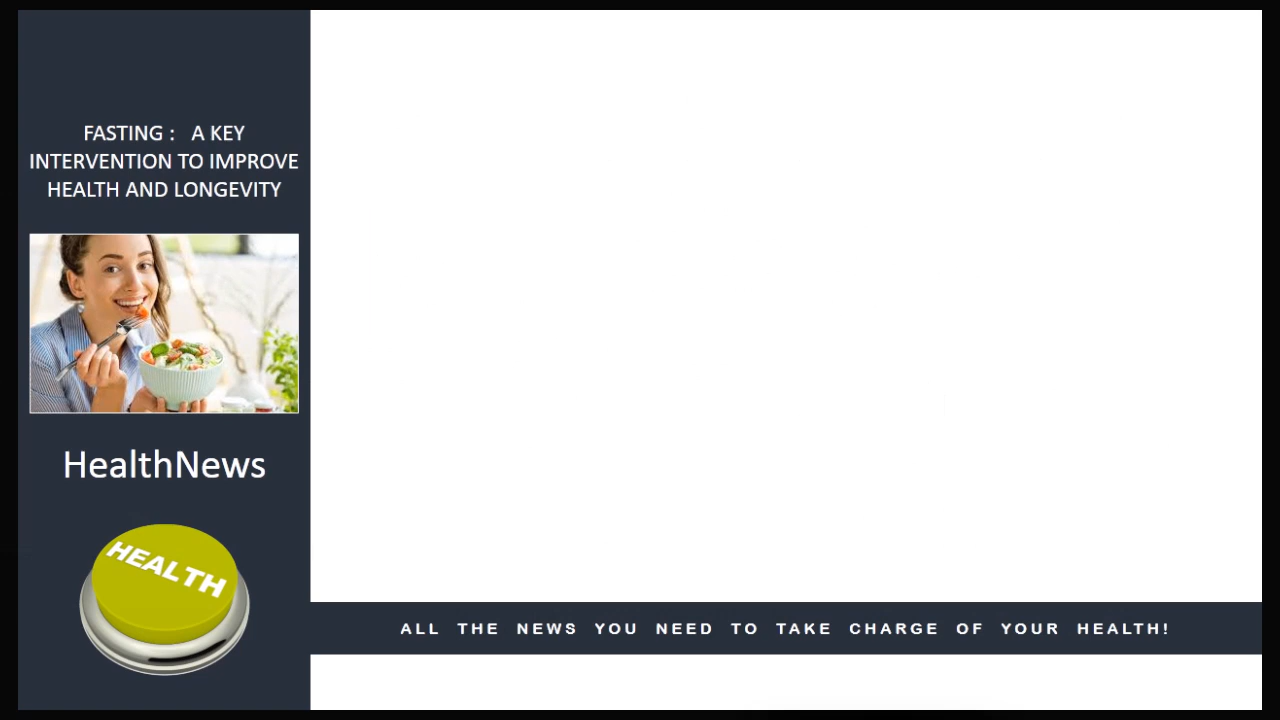 FASTING : A KEY
INTERVENTION TO IMPROVE
HEALTH AND LONGEVITY
HealthNews
HEALTH
ALL THE NEWS YOU NEED TO TAKE CHARGE OF YOUR HEALTH!